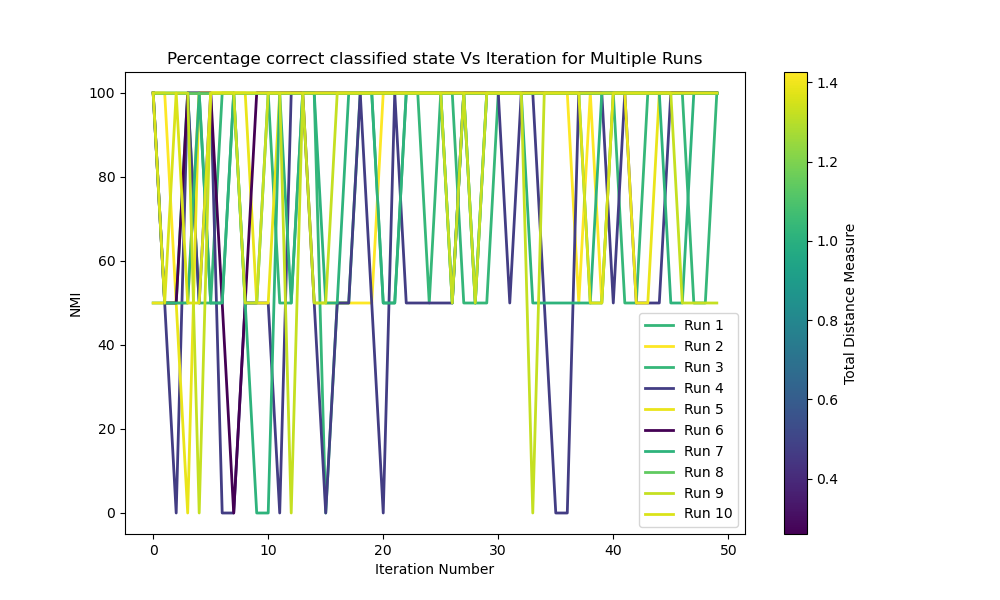 Percentage correct classified state Vs Iteration for Multiple Runs
100
80
60
40
20
0
NMI
0
10
20
30
40
50
Iteration Number
Run 1
Run 2
Run 3
Run 4
Run 5
Run 6
Run 7
Run 8
Run 9
Run 10
1.4
1.2
1.0
0.8
0.6
0.4
Total Distance Measure